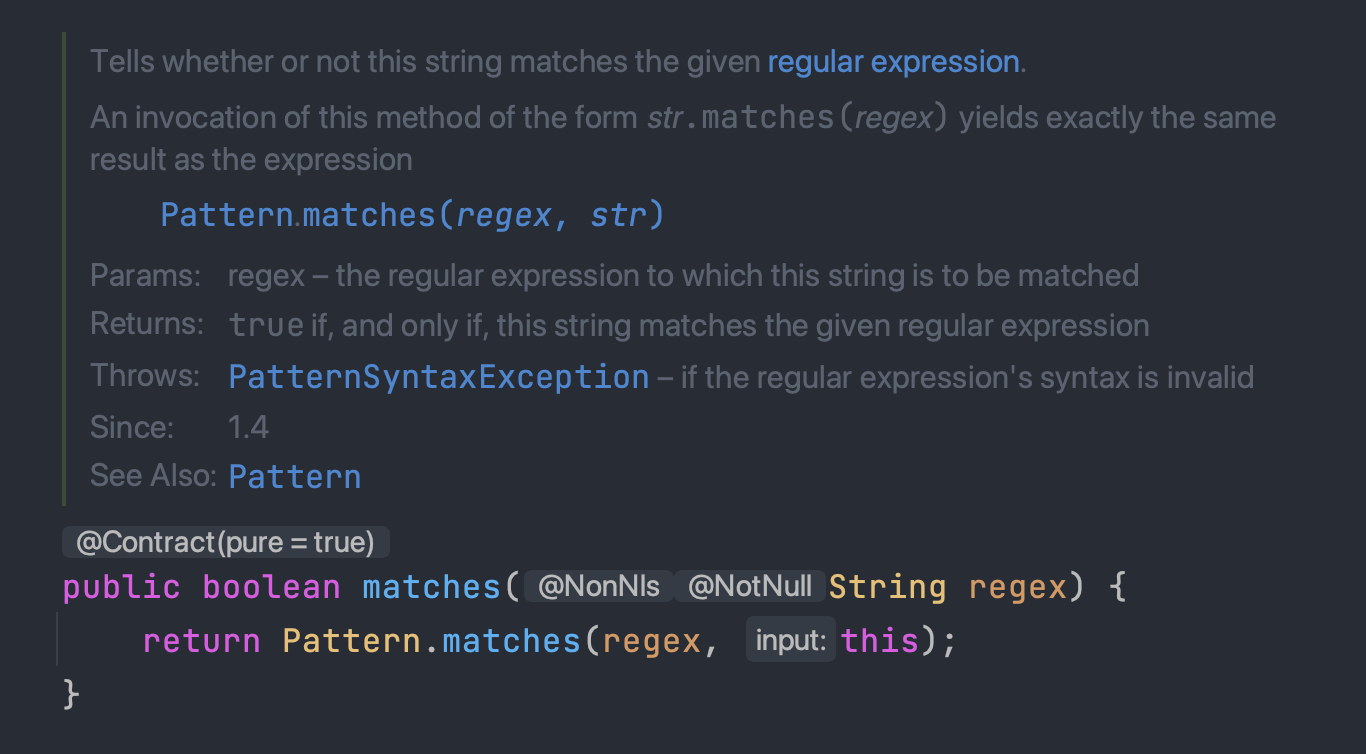 Tells whether or not this string matches the given regular expression.
An invocation of this method of the form str.matches(regex) yields exactly the same
result as the expression
Pattern.matches(regex, str)
Params: regex – the regular expression to which this string is to be matched
Returns: true if, and only if, this string matches the given regular expression
Throws: PatternSyntaxException – if the regular expression's syntax is invalid
Since: 1.4
See Also: Pattern
@Contract(pure = true)
public boolean matches( @NonNls @NotNull String regex) {
return Pattern.matches(regex, input: this);
}